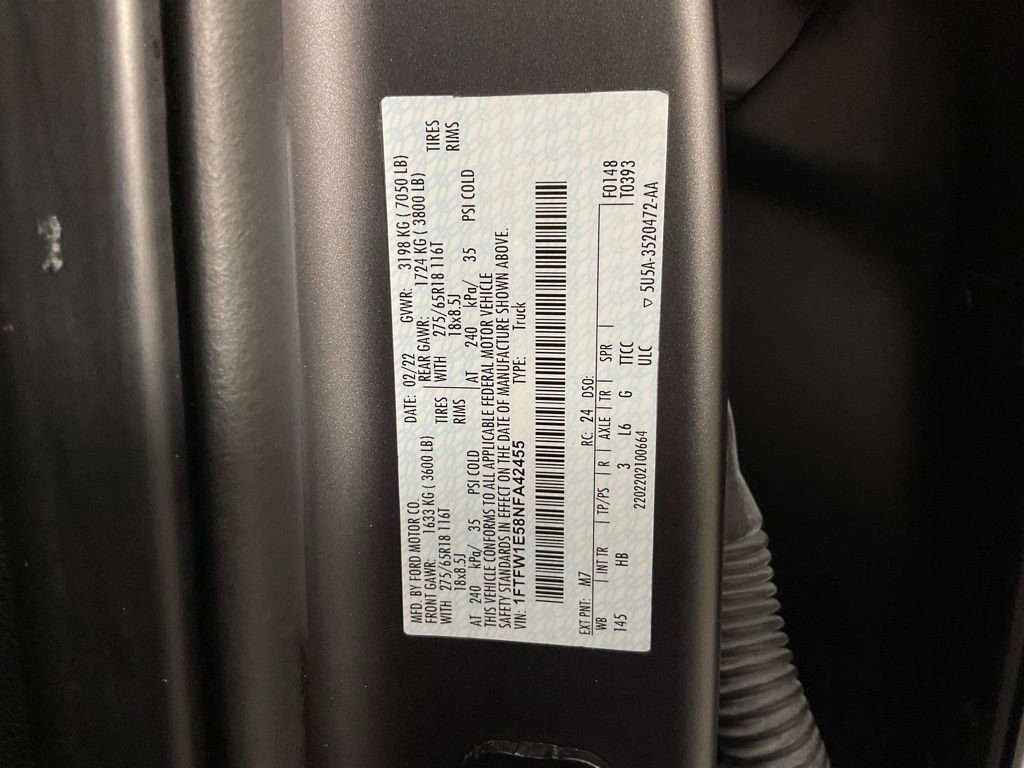 MFD. BY FORD MOTOR CO.
DATE: 02/22 GVWR: 3198 KG ( 7050 LB)
FRONT GAWR: 1633 KG ( 3600 LB) REAR GAWR: 1724 KG ( 3800 LB)
WITH 275/65R18 116T TIRES WITH 275/65R18 116T TIRES
18x8.5J RIMS 18x8.5J RIMS
AT 240 kPa/ 35 PSI COLD AT 240 kPa/ 35 PSI COLD
THIS VEHICLE CONFORMS TO ALL APPLICABLE FEDERAL MOTOR VEHICLE
SAFETY STANDARDS IN EFFECT ON THE DATE OF MANUFACTURE SHOWN ABOVE.
VIN: 1FTFW1E58NFA42455 TYPE: Truck
EXT PNT: M7 RC: 24 DSO:
WB INT TR TP/PS R AXLE TR SPR F0148
145 HB 3 L6 G TTCC T0393
2202202100664 ULC
▽ 5U5A-3520472-AA